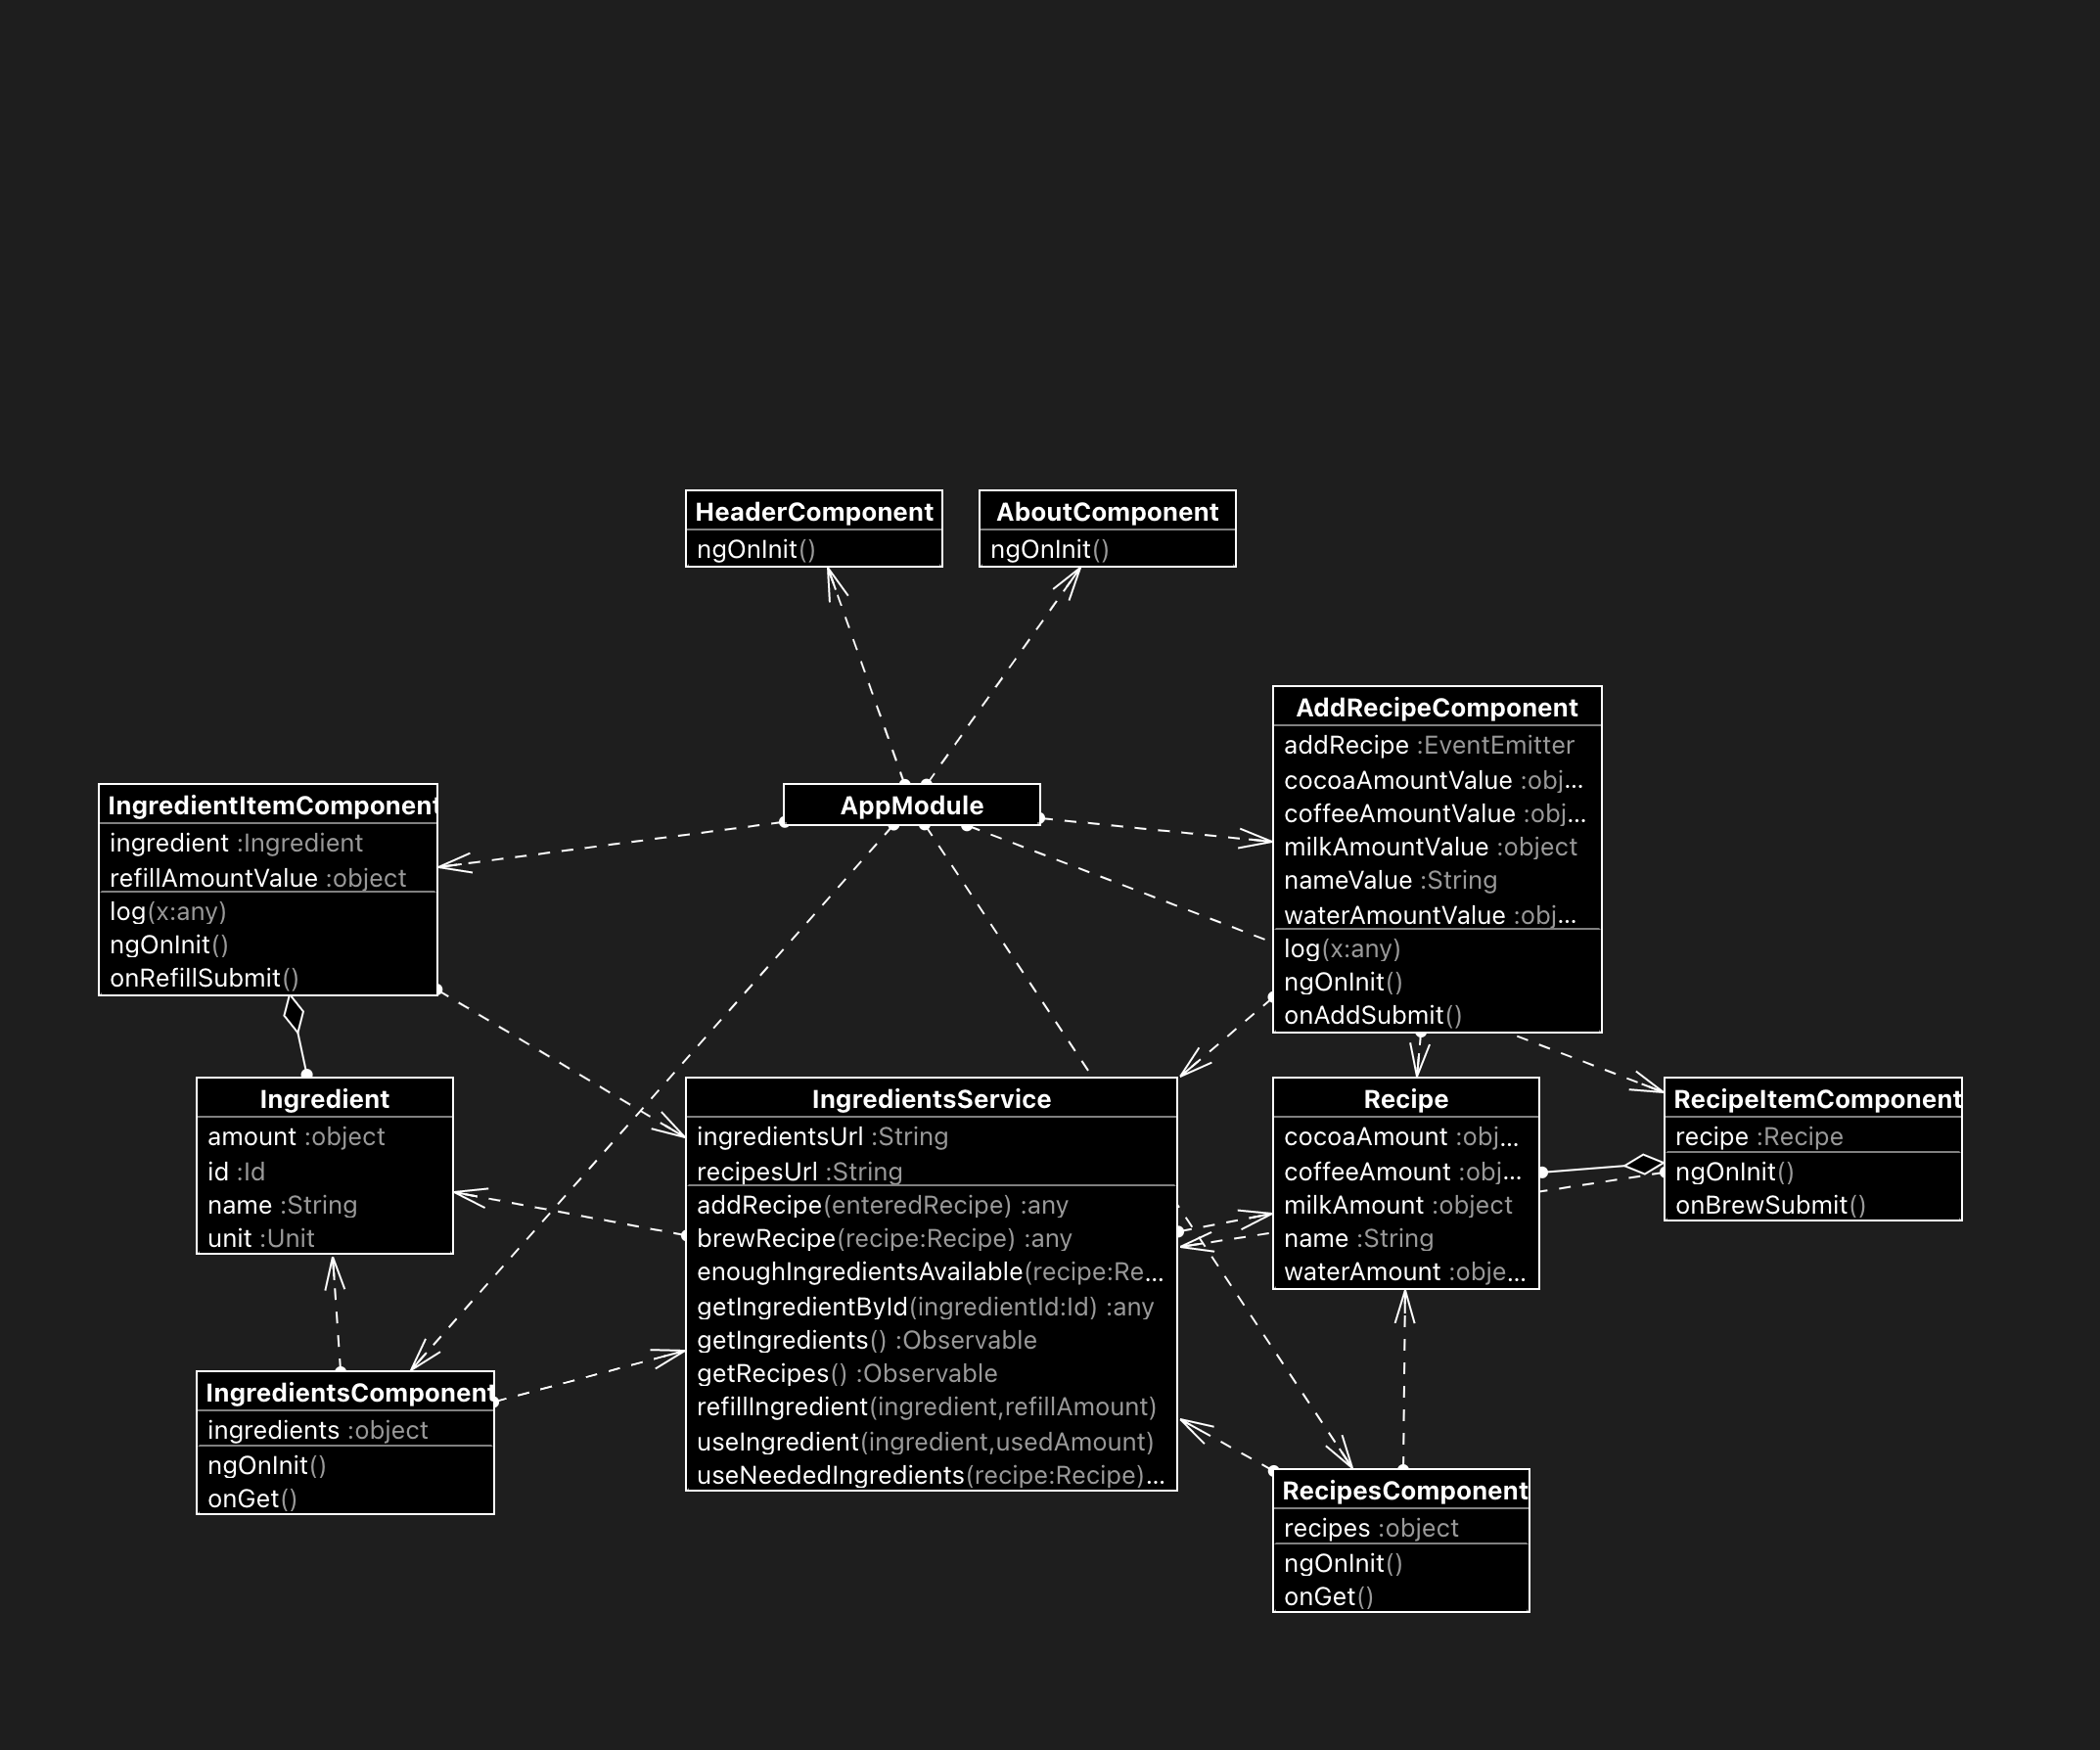 HeaderComponent
ngOnInit()
AboutComponent
ngOnInit()
AddRecipeComponent
addRecipe :EventEmitter
cocoaAmountValue :obj...
coffeeAmountValue :obj...
milkAmountValue :object
nameValue :String
waterAmountValue :obj...
log(x:any)
ngOnInit()
onAddSubmit()
IngredientItemComponent
ingredient :Ingredient
refillAmountValue :object
log(x:any)
ngOnInit()
onRefillSubmit()
AppModule
Ingredient
amount :object
id :Id
name :String
unit :Unit
IngredientsService
ingredientsUrl :String
recipesUrl :String
addRecipe(enteredRecipe) :any
brewRecipe(recipe:Recipe) :any
enoughIngredientsAvailable(recipe:Re...
getIngredientById(ingredientId:Id) :any
getIngredients() :Observable
getRecipes() :Observable
refillIngredient(ingredient,refillAmount)
useIngredient(ingredient,usedAmount)
useNeededIngredients(recipe:Recipe)...
Recipe
cocoaAmount :obj...
coffeeAmount :obj...
milkAmount :object
name :String
waterAmount :obje...
RecipeItemComponent
recipe :Recipe
ngOnInit()
onBrewSubmit()
IngredientsComponent
ingredients :object
ngOnInit()
onGet()
RecipesComponent
recipes :object
ngOnInit()
onGet()